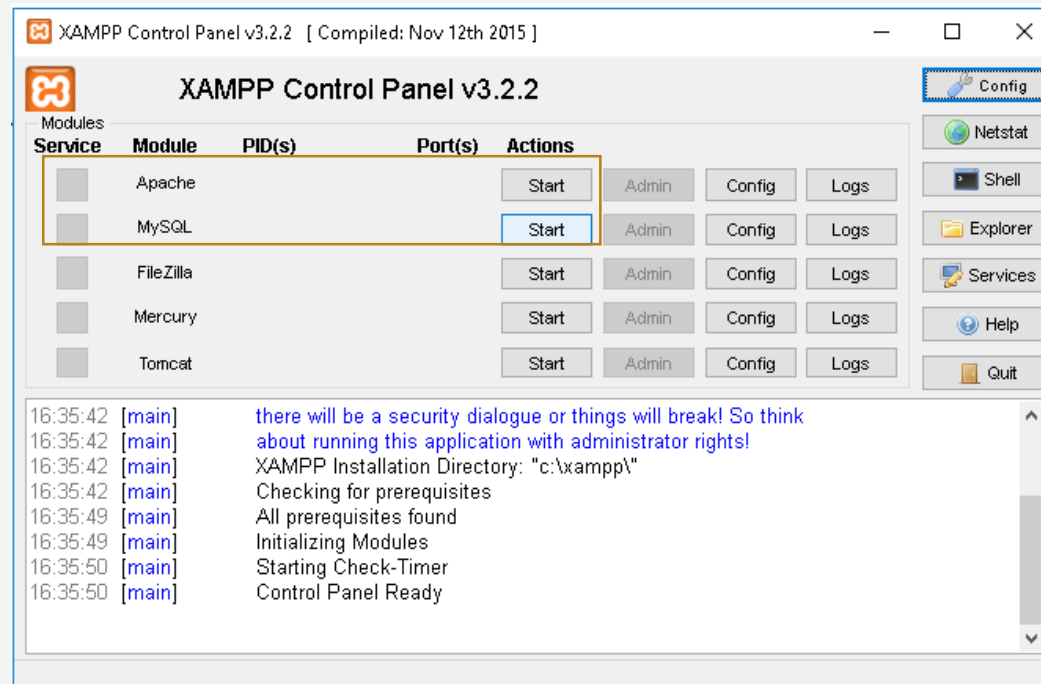 XAMPP Control Panel v3.2.2 [ Compiled: Nov 12th 2015 ]
XAMPP Control Panel v3.2.2
Config
Modules
Service Module PID(s) Port(s) Actions
Netstat
Apache Start Admin Config Logs
Shell
MySQL Start Admin Config Logs
Explorer
FileZilla Start Admin Config Logs
Services
Mercury Start Admin Config Logs
Help
Tomcat Start Admin Config Logs
Quit
16:35:42 [main] there will be a security dialogue or things will break! So think
16:35:42 [main] about running this application with administrator rights!
16:35:42 [main] XAMPP Installation Directory: "c:\xampp\"
16:35:42 [main] Checking for prerequisites
16:35:49 [main] All prerequisites found
16:35:49 [main] Initializing Modules
16:35:50 [main] Starting Check-Timer
16:35:50 [main] Control Panel Ready